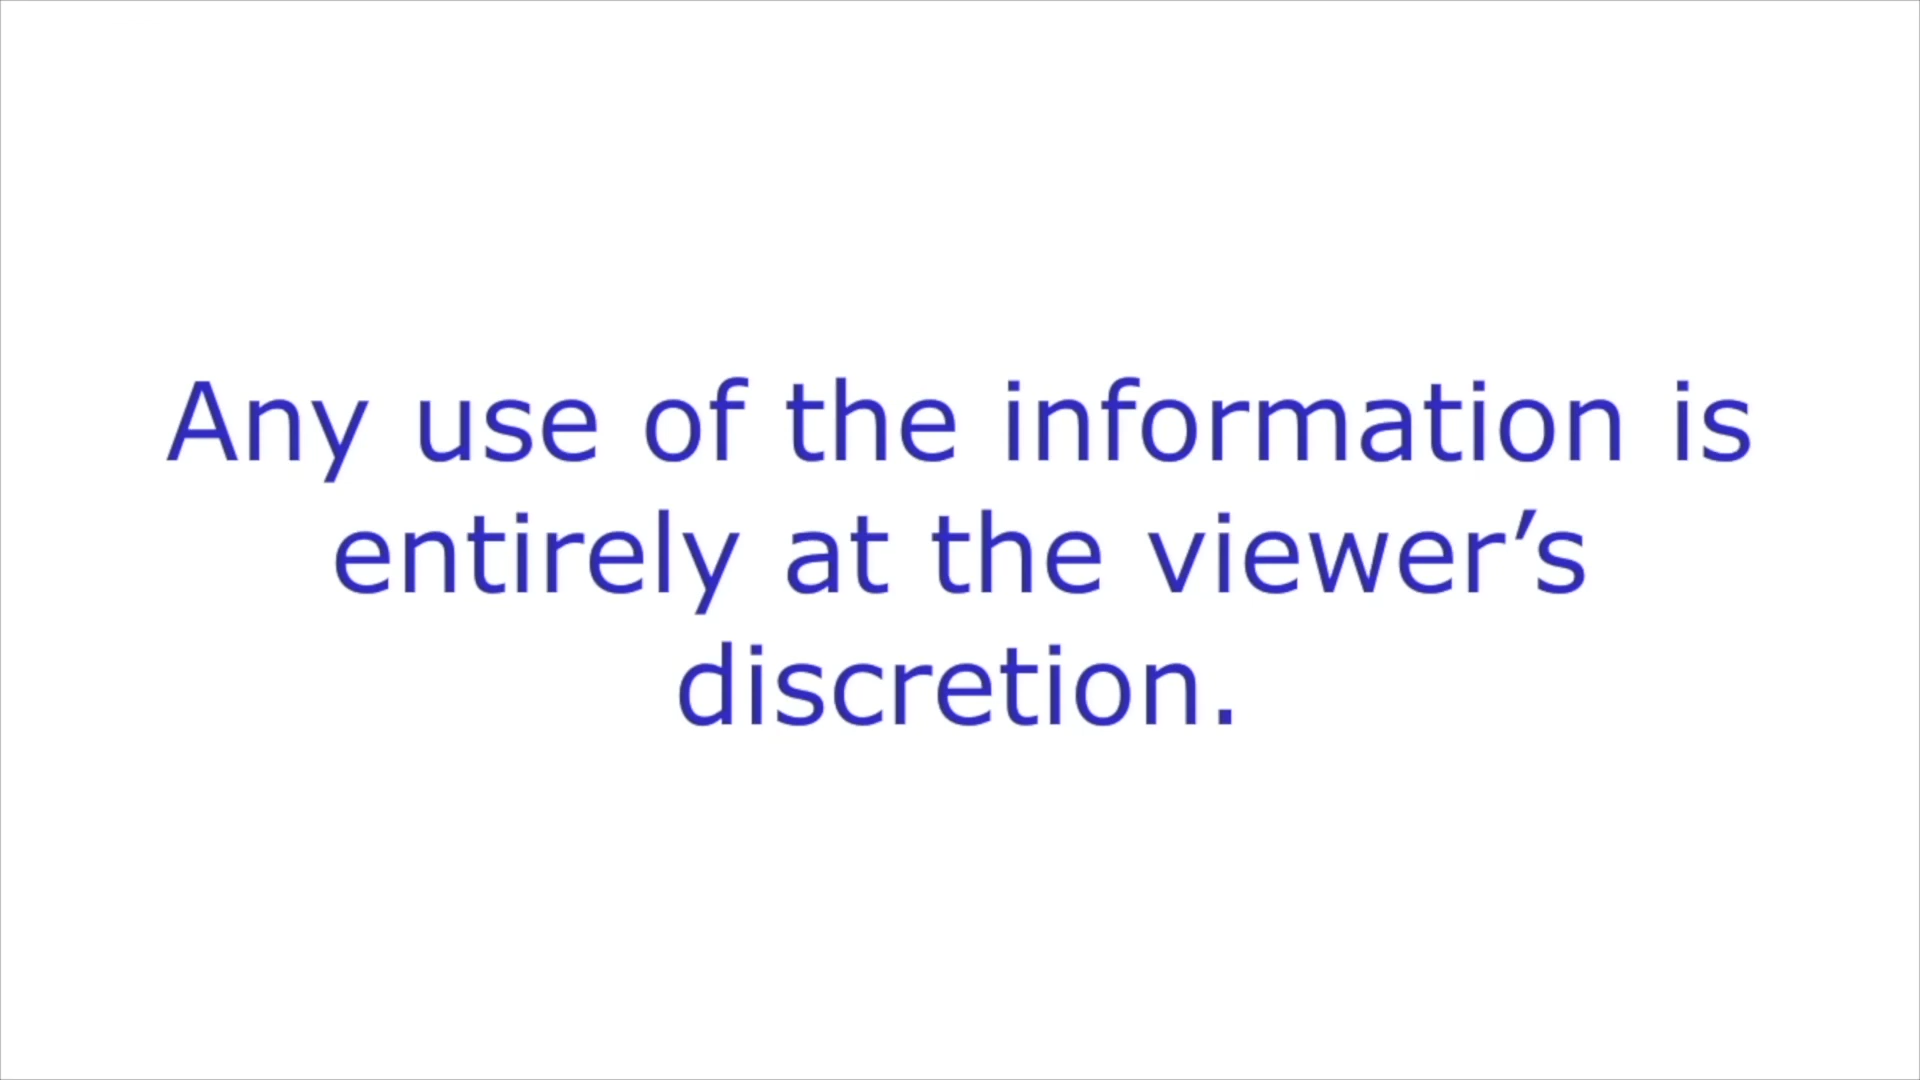 Any use of the information is
entirely at the viewer’s
discretion.